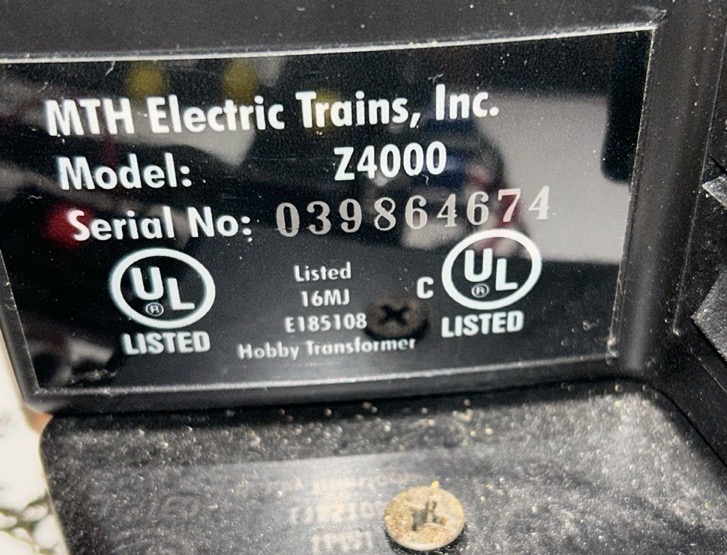 MTH Electric Trains, Inc.
Model: Z4000
Serial No: 039864674
UL® LISTED
Listed
16MJ
E185108
Hobby Transformer
C UL® LISTED